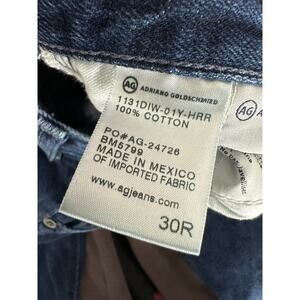 AG ADRIANO GOLDSCHMIED
1131DIW-01Y-HRR
100% COTTON
PO#AG-24726
BM5799
MADE IN MEXICO
OF IMPORTED FABRIC
www.agjeans.com
30R
AG